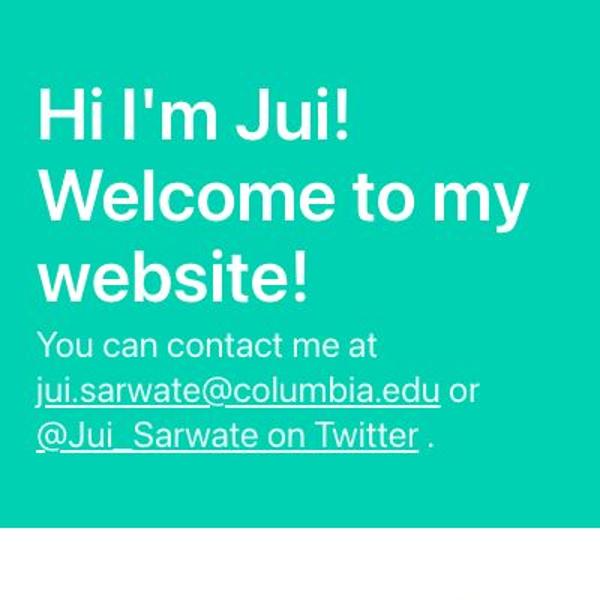 Hi I'm Jui!
Welcome to my
website!
You can contact me at
jui.sarwate@columbia.edu or
@Jui_Sarwate on Twitter .